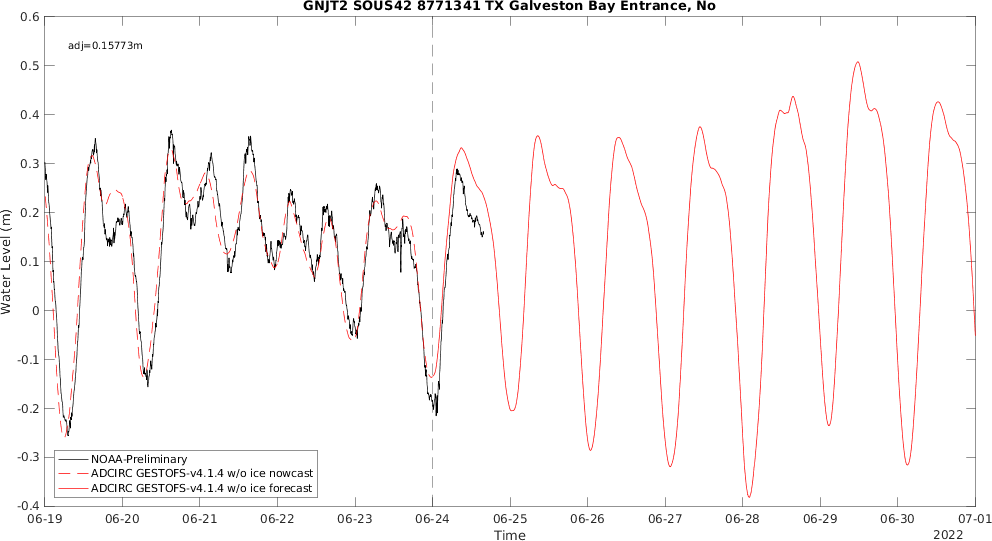 GNJT2 SOUS42 8771341 TX Galveston Bay Entrance, No
adj=0.15773m
0.6
0.5
0.4
0.3
0.2
0.1
0
-0.1
-0.2
-0.3
-0.4
Water Level (m)
NOAA-Preliminary
ADCIRC GESTOFS-v4.1.4 w/o ice nowcast
ADCIRC GESTOFS-v4.1.4 w/o ice forecast
06-19 06-20 06-21 06-22 06-23 06-24 06-25 06-26 06-27 06-28 06-29 06-30 07-01
Time
2022